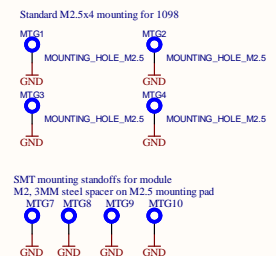 Standard M2.5x4 mounting for 1098
MTG1 MTG2
MOUNTING_HOLE_M2.5 MOUNTING_HOLE_M2.5
GND GND
MTG3 MTG4
MOUNTING_HOLE_M2.5 MOUNTING_HOLE_M2.5
GND GND
SMT mounting standoffs for module
M2, 3MM steel spacer on M2.5 mounting pad
MTG7 MTG8 MTG9 MTG10
GND GND GND GND